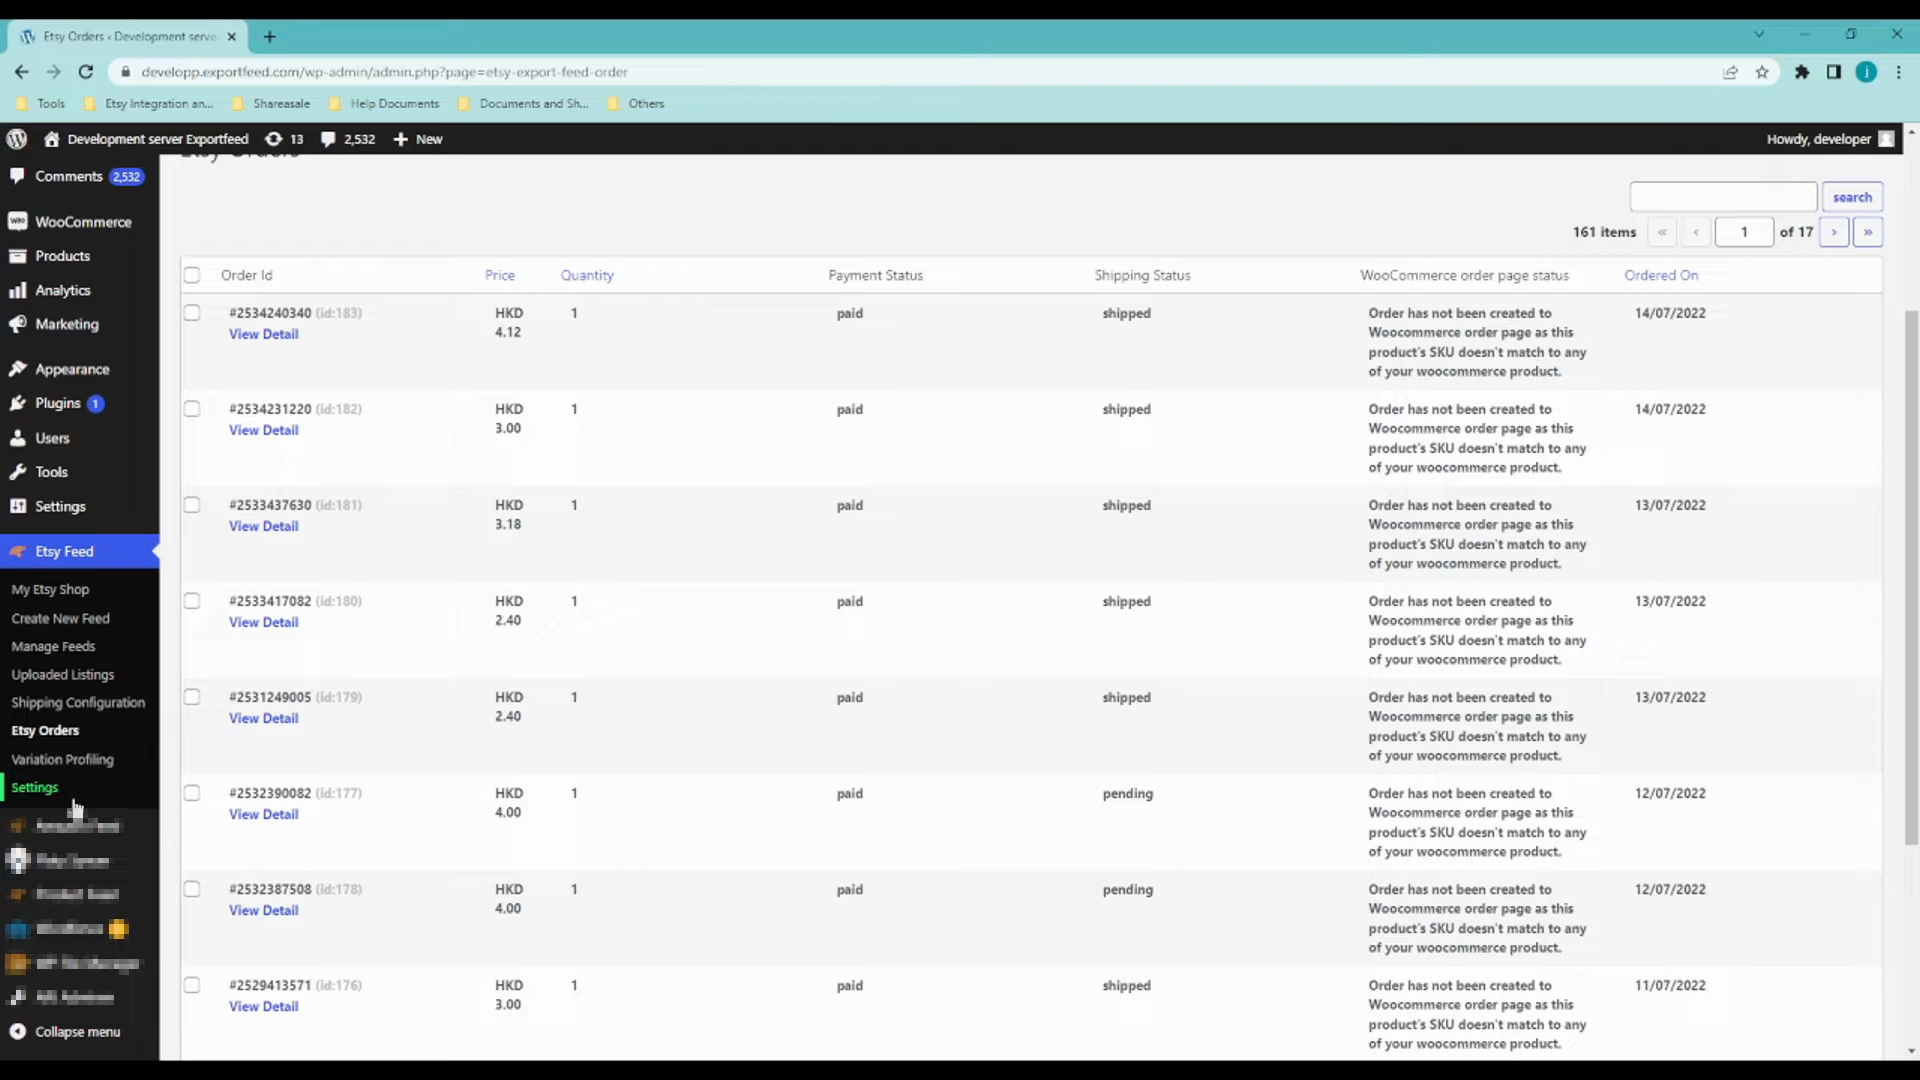 Etsy Orders ‹ Development serve
developp.exportfeed.com/wp-admin/admin.php?page=etsy-export-feed-order
j
Tools
Etsy Integration an...
Shareasale
Help Documents
Documents and Sh...
Others
Development server Exportfeed
13
2,532
New
Howdy, developer
Comments 2,532
WooCommerce
Products
Analytics
Marketing
Appearance
Plugins 1
Users
Tools
Settings
Etsy Feed
My Etsy Shop
Create New Feed
Manage Feeds
Uploaded Listings
Shipping Configuration
Etsy Orders
Variation Profiling
Settings
Collapse menu
Etsy Orders
search
161 items « ‹ 1 of 17 › »
Order Id Price Quantity Payment Status Shipping Status WooCommerce order page status Ordered On
#2534240340 (id:183) HKD 1 paid shipped Order has not been created to 14/07/2022
View Detail 4.12 Woocommerce order page as this
product's SKU doesn't match to any
of your woocommerce product.
#2534231220 (id:182) HKD 1 paid shipped Order has not been created to 14/07/2022
View Detail 3.00 Woocommerce order page as this
product's SKU doesn't match to any
of your woocommerce product.
#2533437630 (id:181) HKD 1 paid shipped Order has not been created to 13/07/2022
View Detail 3.18 Woocommerce order page as this
product's SKU doesn't match to any
of your woocommerce product.
#2533417082 (id:180) HKD 1 paid shipped Order has not been created to 13/07/2022
View Detail 2.40 Woocommerce order page as this
product's SKU doesn't match to any
of your woocommerce product.
#2531249005 (id:179) HKD 1 paid shipped Order has not been created to 13/07/2022
View Detail 2.40 Woocommerce order page as this
product's SKU doesn't match to any
of your woocommerce product.
#2532390082 (id:177) HKD 1 paid pending Order has not been created to 12/07/2022
View Detail 4.00 Woocommerce order page as this
product's SKU doesn't match to any
of your woocommerce product.
#2532387508 (id:178) HKD 1 paid pending Order has not been created to 12/07/2022
View Detail 4.00 Woocommerce order page as this
product's SKU doesn't match to any
of your woocommerce product.
#2529413571 (id:176) HKD 1 paid shipped Order has not been created to 11/07/2022
View Detail 3.00 Woocommerce order page as this
product's SKU doesn't match to any
of your woocommerce product.